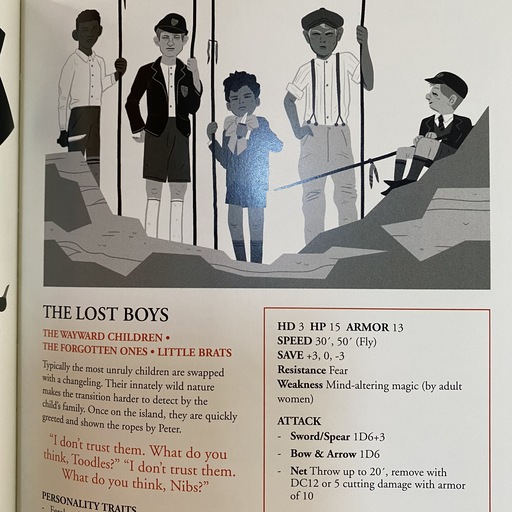 THE LOST BOYS
THE WAYWARD CHILDREN •
THE FORGOTTEN ONES • LITTLE BRATS
Typically the most unruly children are swapped
with a changeling. Their innately wild nature
makes the transition harder to detect by the
child's family. Once on the island, they are quickly
greeted and shown the ropes by Peter.
"I don't trust them. What do you
think, Toodles?" "I don't trust them.
What do you think, Nibs?"
PERSONALITY TRAITS
HD 3 HP 15 ARMOR 13
SPEED 30´, 50´ (Fly)
SAVE +3, 0, -3
Resistance Fear
Weakness Mind-altering magic (by adult
women)
ATTACK
- Sword/Spear 1D6+3
- Bow & Arrow 1D6
- Net Throw up to 20´, remove with
DC12 or 5 cutting damage with armor
of 10